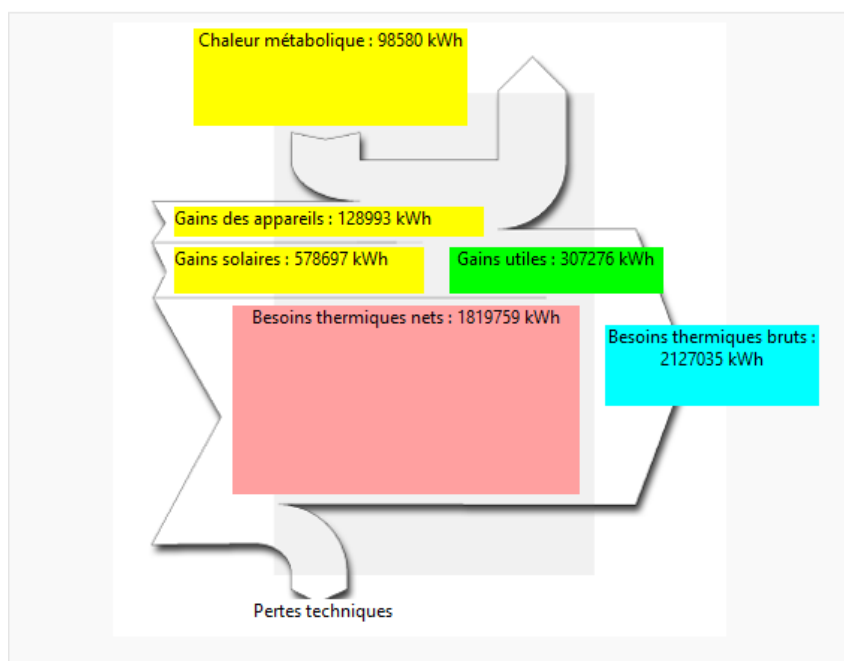 Chaleur métabolique : 98580 kWh
Gains des appareils : 128993 kWh
Gains solaires : 578697 kWh
Gains utiles : 307276 kWh
Besoins thermiques nets : 1819759 kWh
Besoins thermiques bruts :
2127035 kWh
Pertes techniques